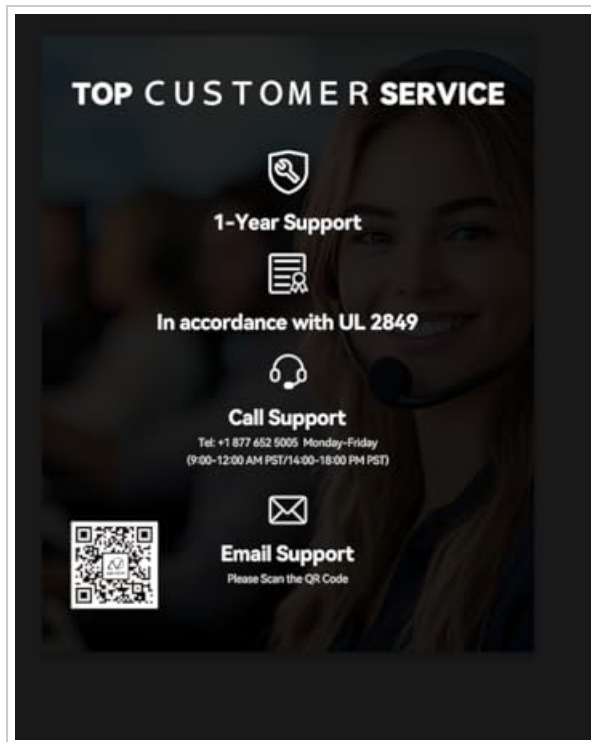 TOP CUSTOMER SERVICE
1-Year Support
In accordance with UL 2849
Call Support
Tel: +1 877 652 5005 Monday-Friday
(9:00-12:00 AM PST/14:00-18:00 PM PST)
Email Support
Please Scan the QR Code